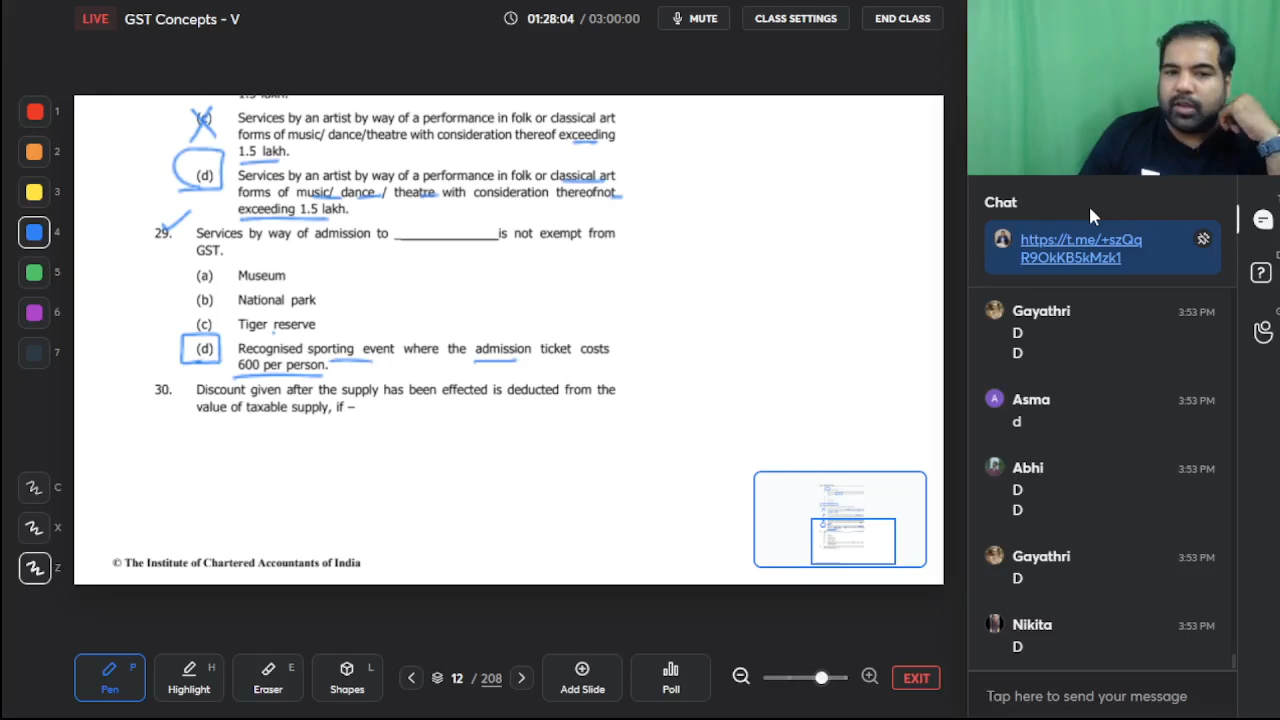 LIVE GST Concepts - V
01:28:04 / 03:00:00
MUTE
CLASS SETTINGS
END CLASS
1
2
3
4
5
6
7
C
X
Z
(c) Services by an artist by way of a performance in folk or classical art
forms of music/ dance/theatre with consideration thereof exceeding
1.5 lakh.
(d) Services by an artist by way of a performance in folk or classical art
forms of music/ dance / theatre with consideration thereofnot
exceeding 1.5 lakh.
29. Services by way of admission to ______________is not exempt from
GST.
(a) Museum
(b) National park
(c) Tiger reserve
(d) Recognised sporting event where the admission ticket costs
600 per person.
30. Discount given after the supply has been effected is deducted from the
value of taxable supply, if –
© The Institute of Chartered Accountants of India
Chat
https://t.me/+szQq
R9OkKB5kMzk1
Gayathri 3:53 PM
D
D
A Asma 3:53 PM
d
Abhi 3:53 PM
D
D
Gayathri 3:53 PM
D
Nikita 3:53 PM
D
Tap here to send your message
Pen P
Highlight H
Eraser E
Shapes L
12 / 208
Add Slide
Poll
EXIT